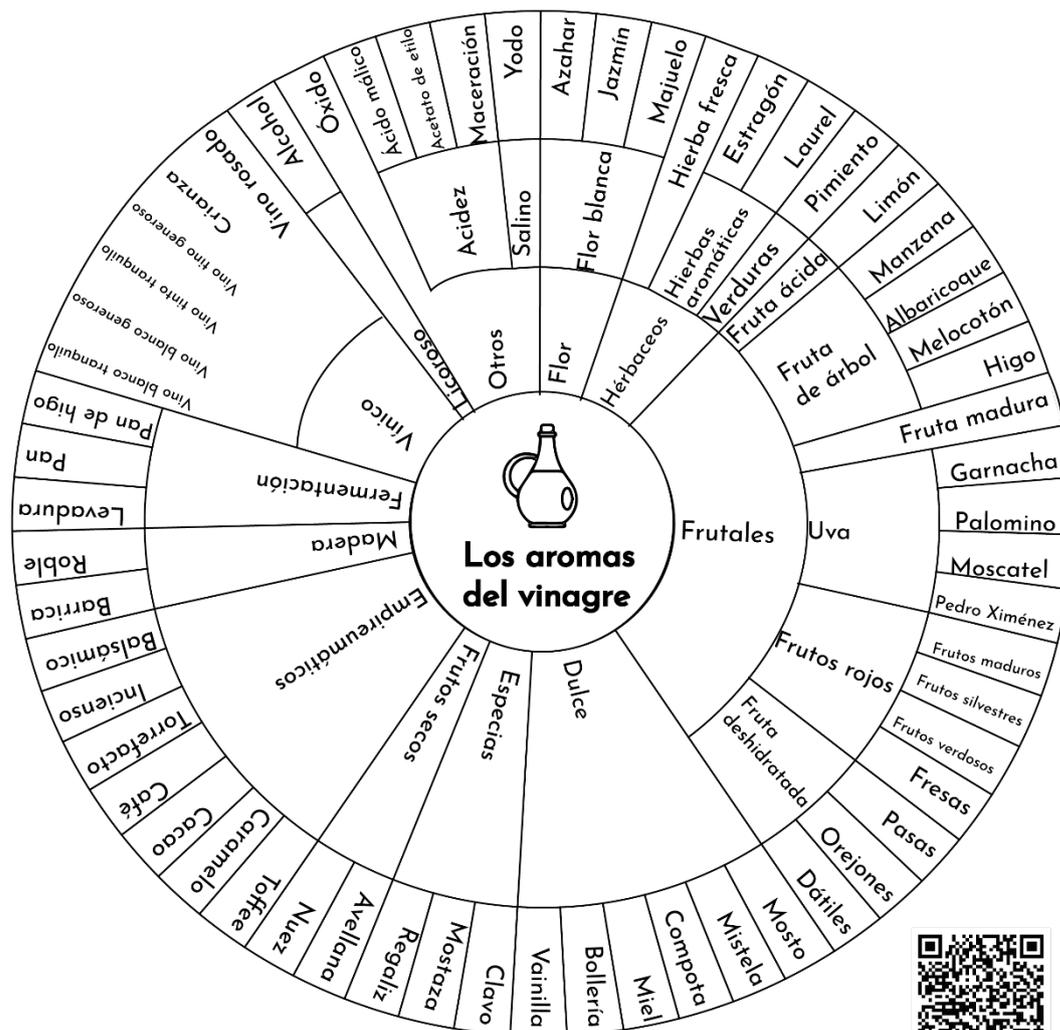 Los aromas
del vinagre
Flor
Flor blanca
Azahar
Jazmín
Majuelo
Hérbaceos
Hierba fresca
Hierbas
aromáticas
Estragón
Laurel
Verduras
Pimiento
Frutales
Fruta ácida
Limón
Fruta
de árbol
Manzana
Albaricoque
Melocotón
Higo
Fruta madura
Uva
Garnacha
Palomino
Moscatel
Pedro Ximénez
Frutos rojos
Frutos maduros
Frutos silvestres
Frutos verdosos
Fresas
Fruta
deshidratada
Pasas
Orejones
Dátiles
Dulce
Mosto
Mistela
Compota
Miel
Bollería
Vainilla
Especias
Clavo
Mostaza
Regaliz
Frutos secos
Avellana
Nuez
Empireumáticos
Toffee
Caramelo
Cacao
Café
Torrefacto
Incienso
Balsámico
Madera
Barrica
Roble
Fermentación
Levadura
Pan
Pan de higo
Vínico
Vino blanco tranquilo
Vino blanco generoso
Vino tinto tranquilo
Vino fino generoso
Crianza
Vino rosado
Licoroso
Alcohol
Óxido
Otros
Acidez
Ácido málico
Acetato de etilo
Maceración
Salino
Yodo